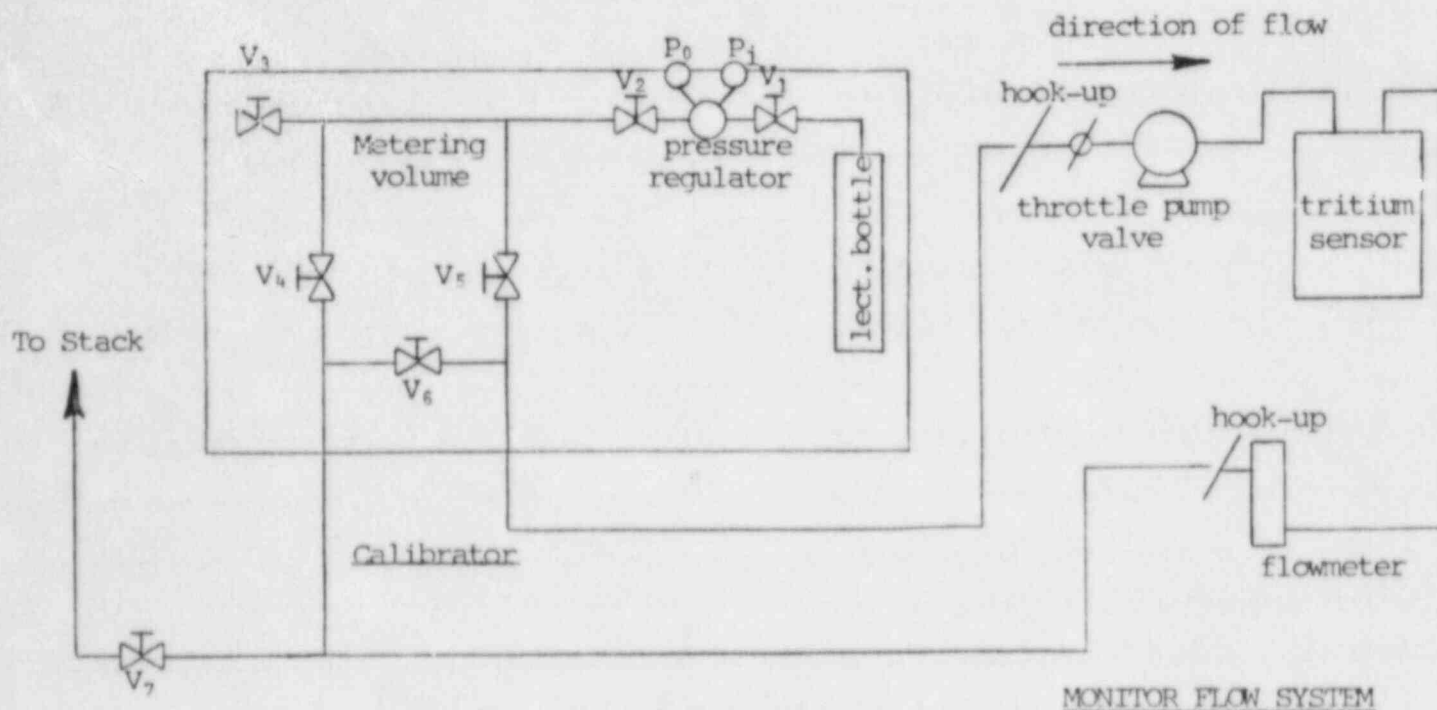 direction of flow
V₃
P₀
Pᵢ
V₂
V₁
hook-up
Metering
volume
pressure
regulator
lect.bottle
throttle pump
valve
tritium
sensor
V₄
V₅
To Stack
V₆
hook-up
Calibrator
flowmeter
V₇
MONITOR FLOW SYSTEM